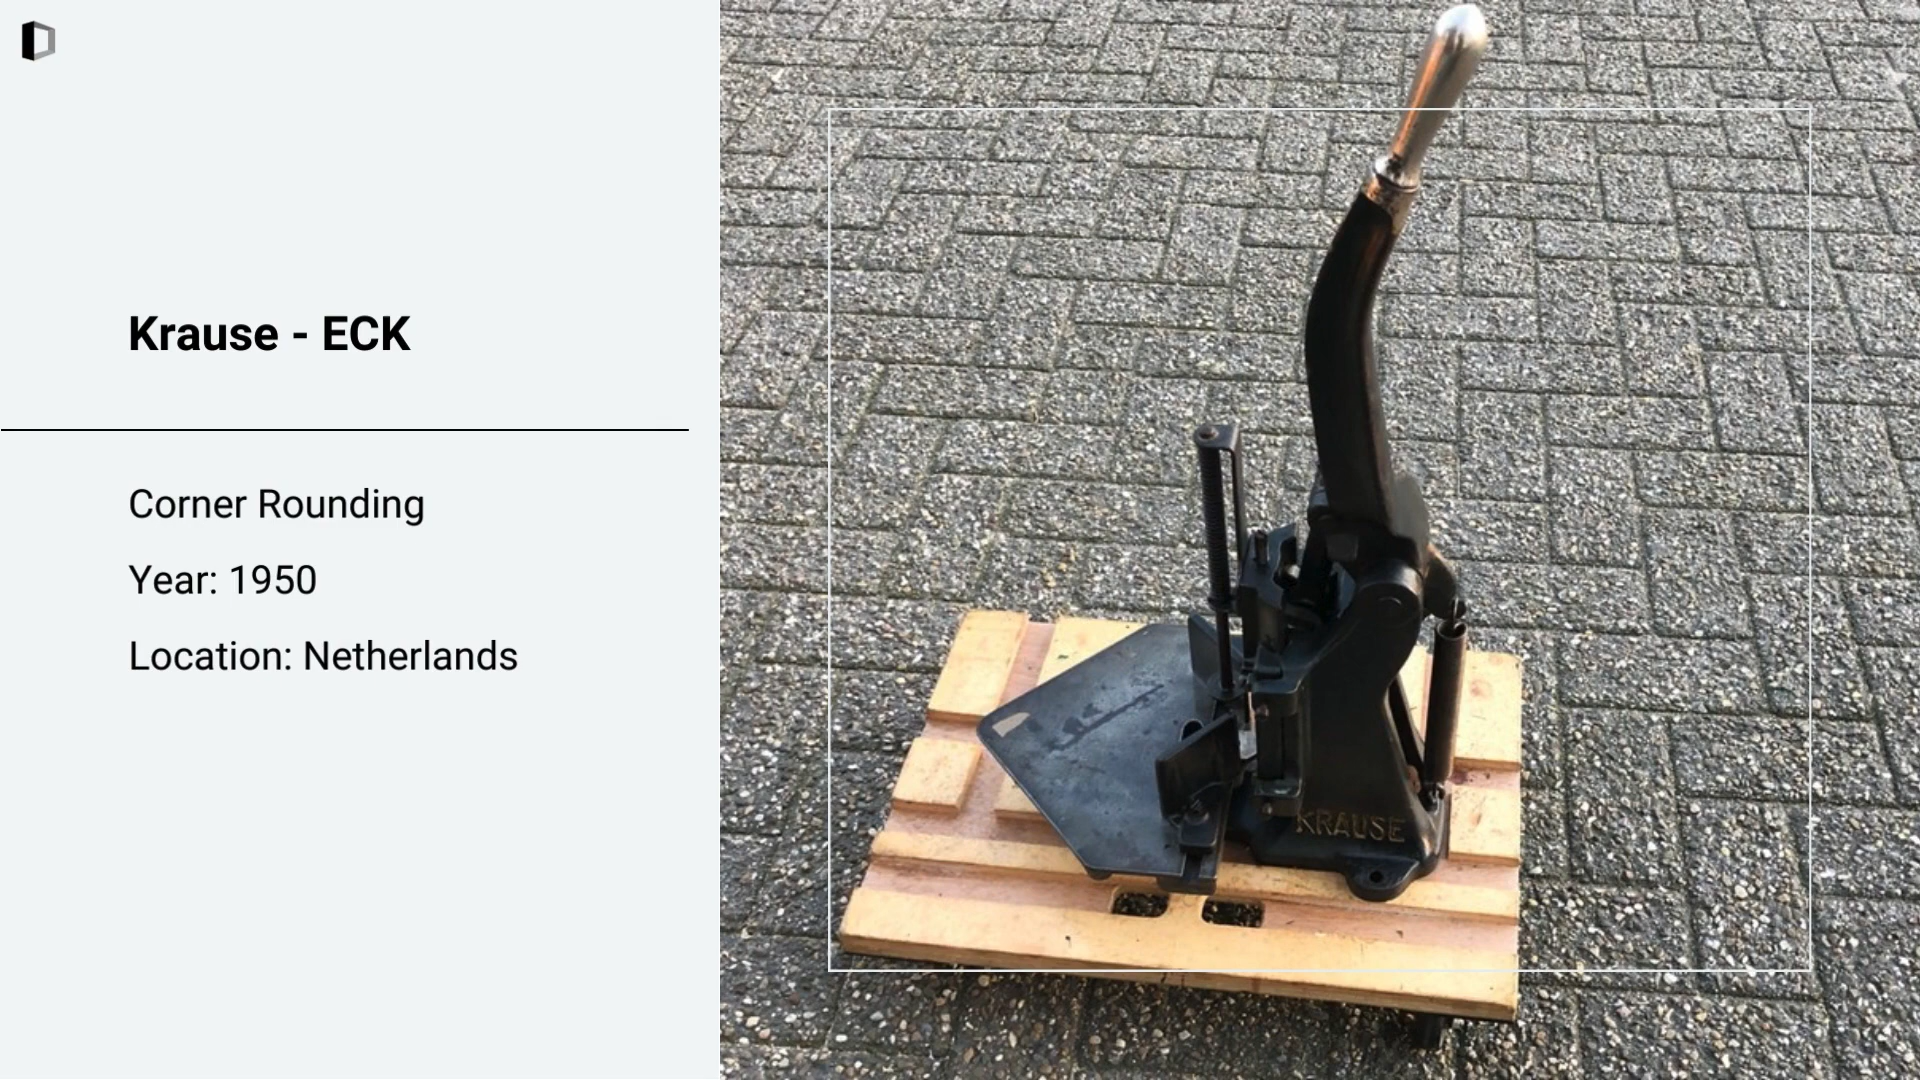 Krause - ECK
Corner Rounding
Year: 1950
Location: Netherlands
KRAUSE